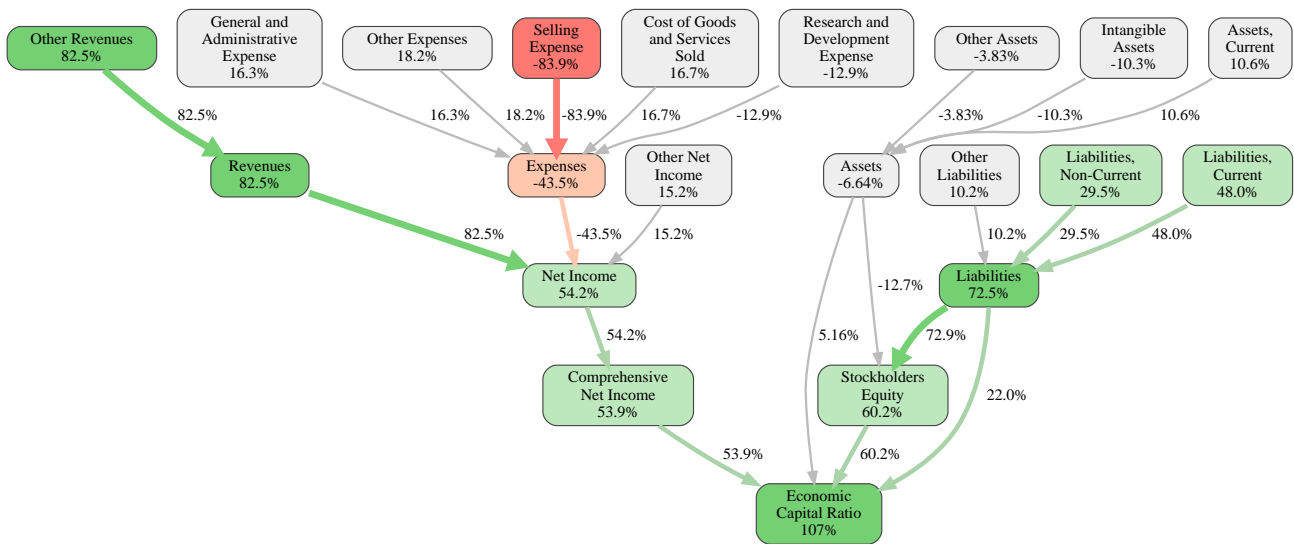 Other Revenues
82.5%
General and
Administrative
Expense
16.3%
Other Expenses
18.2%
Selling
Expense
-83.9%
Cost of Goods
and Services
Sold
16.7%
Research and
Development
Expense
-12.9%
Other Assets
-3.83%
Intangible
Assets
-10.3%
Assets,
Current
10.6%
82.5%
16.3%
18.2%
-83.9%
16.7%
-12.9%
-3.83%
-10.3%
10.6%
Revenues
82.5%
Expenses
-43.5%
Other Net
Income
15.2%
Assets
-6.64%
Other
Liabilities
10.2%
Liabilities,
Non-Current
29.5%
Liabilities,
Current
48.0%
82.5%
-43.5%
15.2%
10.2%
29.5%
48.0%
Net Income
54.2%
-12.7%
Liabilities
72.5%
54.2%
5.16%
72.9%
Comprehensive
Net Income
53.9%
Stockholders
Equity
60.2%
22.0%
53.9%
60.2%
Economic
Capital Ratio
107%